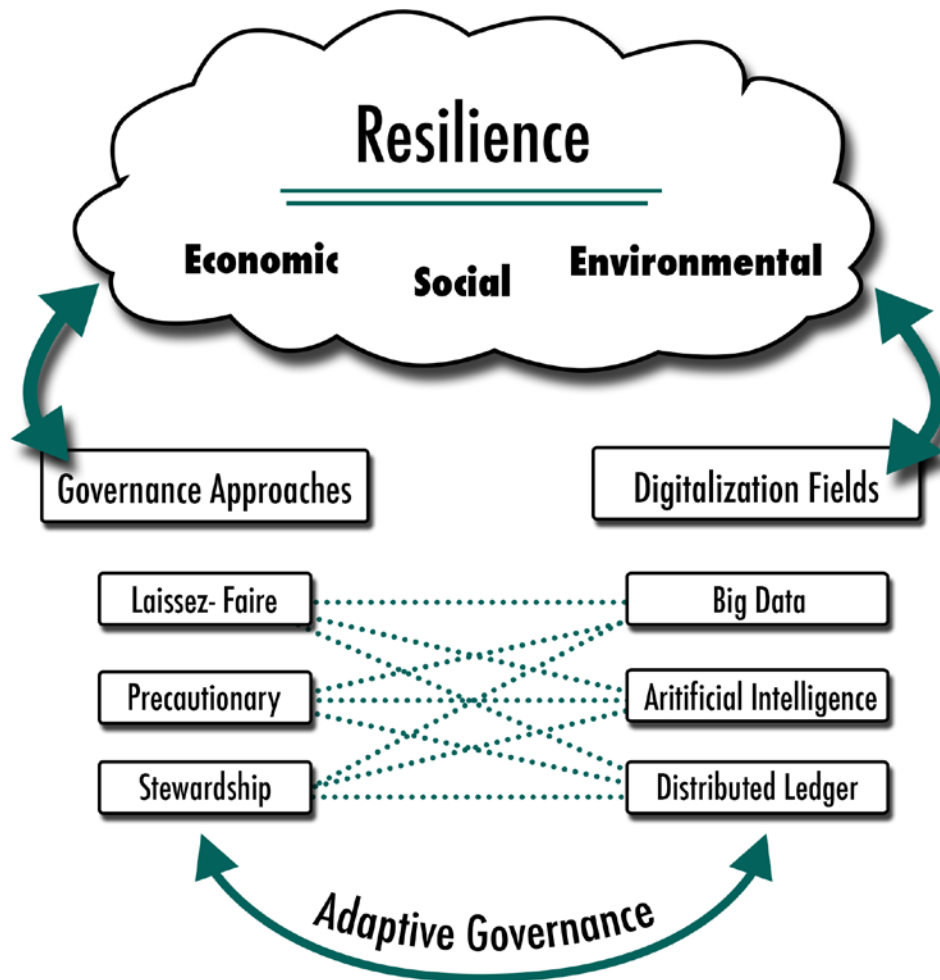 Resilience
Economic
Social
Environmental
Governance Approaches
Digitalization Fields
Laissez- Faire
Big Data
Precautionary
Aritificial Intelligence
Stewardship
Distributed Ledger
Adaptive Governance